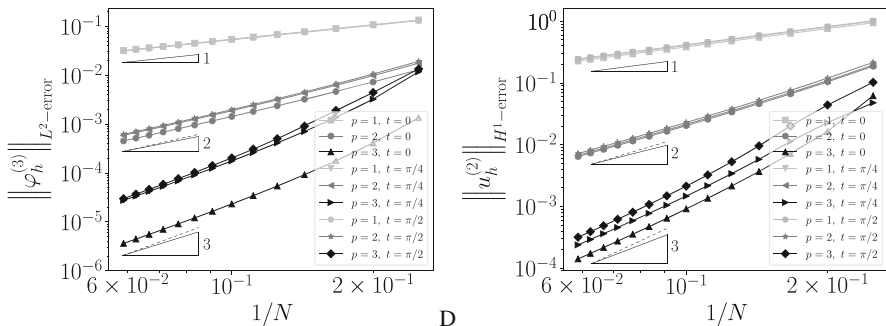 10^{-1}
10^{-2}
10^{-3}
10^{-4}
10^{-5}
10^{-6}
||φ_h^{(3)}||_{L^2-error}
1
2
3
p = 1, t = 0
p = 2, t = 0
p = 3, t = 0
p = 1, t = π/4
p = 2, t = π/4
p = 3, t = π/4
p = 1, t = π/2
p = 2, t = π/2
p = 3, t = π/2
6 × 10^{-2} 10^{-1} 2 × 10^{-1}
1/N
D
10^0
10^{-1}
10^{-2}
10^{-3}
10^{-4}
||u_h^{(2)}||_{H^1-error}
1
2
3
p = 1, t = 0
p = 2, t = 0
p = 3, t = 0
p = 1, t = π/4
p = 2, t = π/4
p = 3, t = π/4
p = 1, t = π/2
p = 2, t = π/2
p = 3, t = π/2
6 × 10^{-2} 10^{-1} 2 × 10^{-1}
1/N